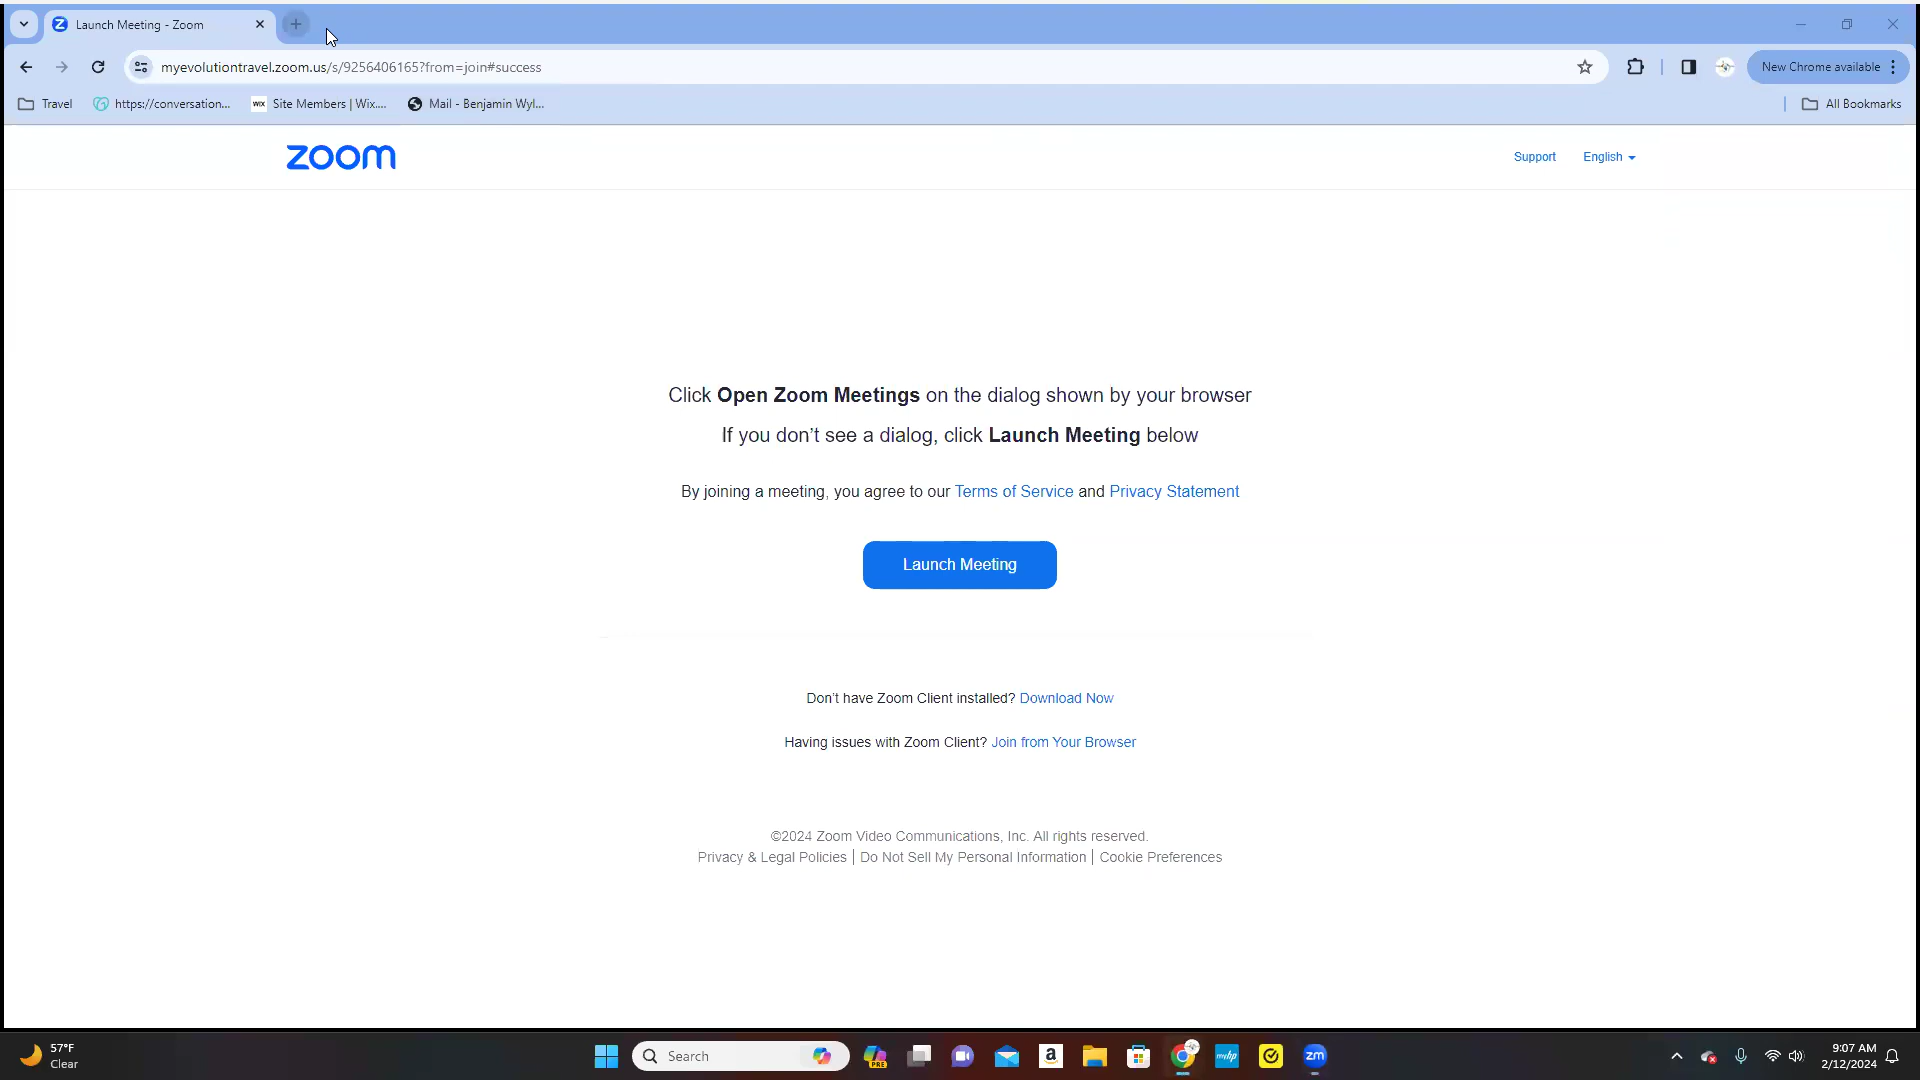 Launch Meeting - Zoom
myevolutiontravel.zoom.us/s/9256406165?from=join#success
New Chrome available
Travel
https://conversation...
WIX Site Members | Wix....
Mail - Benjamin Wyl...
All Bookmarks
zoom
Support
English
Click Open Zoom Meetings on the dialog shown by your browser
If you don’t see a dialog, click Launch Meeting below
By joining a meeting, you agree to our Terms of Service and Privacy Statement
Launch Meeting
Don’t have Zoom Client installed? Download Now
Having issues with Zoom Client? Join from Your Browser
©2024 Zoom Video Communications, Inc. All rights reserved.
Privacy & Legal Policies | Do Not Sell My Personal Information | Cookie Preferences
57°F
Clear
Search
PRE
a
myhp
zm
9:07 AM
2/12/2024